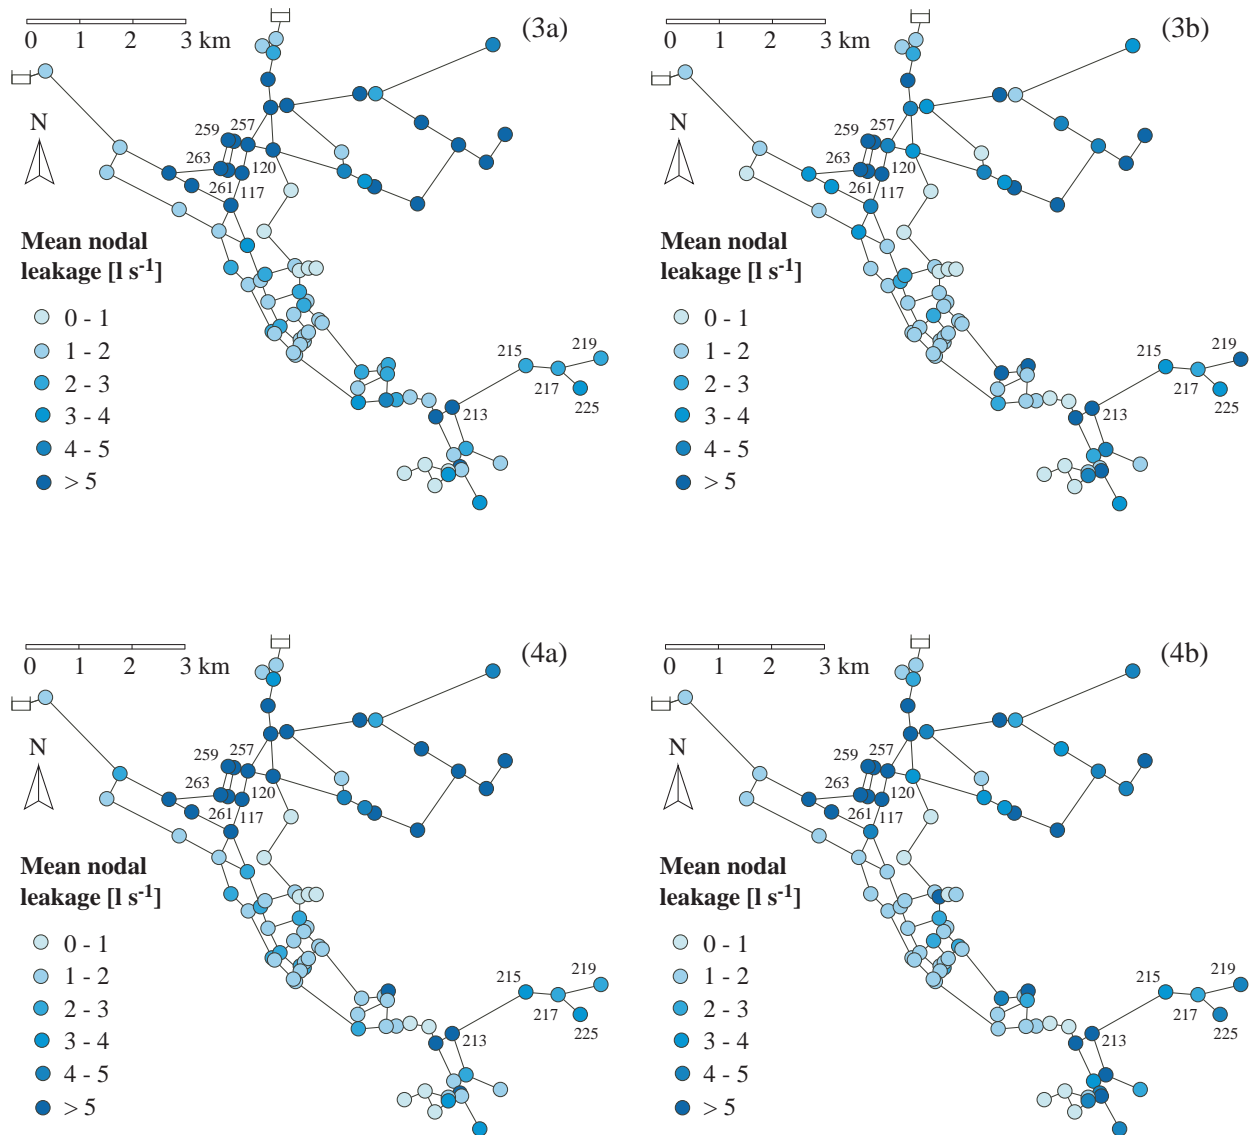 (3a)
0 1 2 3 km
N
259
257
263
120
261
117
Mean nodal
leakage [l s-1]
0 - 1
1 - 2
2 - 3
3 - 4
4 - 5
> 5
215
219
217
225
213
(3b)
0 1 2 3 km
N
259
257
263
120
261
117
Mean nodal
leakage [l s-1]
0 - 1
1 - 2
2 - 3
3 - 4
4 - 5
> 5
215
219
217
225
213
(4a)
0 1 2 3 km
N
259
257
263
120
261
117
Mean nodal
leakage [l s-1]
0 - 1
1 - 2
2 - 3
3 - 4
4 - 5
> 5
215
219
217
225
213
(4b)
0 1 2 3 km
N
259
257
263
120
261
117
Mean nodal
leakage [l s-1]
0 - 1
1 - 2
2 - 3
3 - 4
4 - 5
> 5
215
219
217
225
213